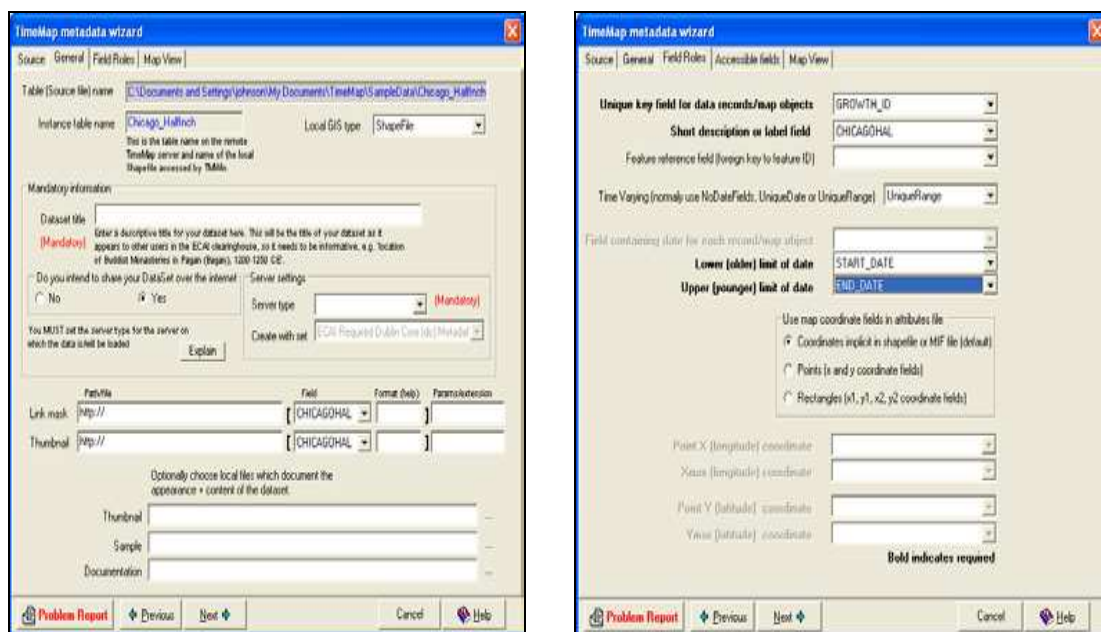 TimeMap metadata wizard
Source General Field Roles Map View
Table (Source file) name C:\Documents and Settings\johnson\My Documents\TimeMap\SampleData\Chicago_HalfInch
Instance table name Chicago_HalfInch Local GIS type ShapeFile
This is the table name on the remote
TimeMap server and name of the local
Shapefile accessed by TMWin.
Mandatory information
Dataset title
(Mandatory)
Enter a descriptive title for your dataset here. This will be the title of your dataset as it
appears to other users in the ECAI clearinghouse, so it needs to be informative, e.g. 'location
of Buddist Monasteries in Pagan (Bagan), 1200-1250 CE'.
Do you intend to share your DataSet over the internet
No Yes
Server settings
Server type (Mandatory)
Create with set ECAI Required Dublin Core (dc) Metadat
You MUST set the server type for the server on
which the data is/will be loaded
Explain
Path/file Field Format (help) Params/extension
Link mask http:// [ CHICAGOHAL ]
Thumbnail http:// [ CHICAGOHAL ]
Optionally choose local files which document the
appearance + content of the dataset.
Thumbnail ...
Sample ...
Documentation ...
Problem Report Previous Next Cancel Help
TimeMap metadata wizard
Source General Field Roles Accessible fields Map View
Unique key field for data records/map objects GROWTH_ID
Short description or label field CHICAGOHAL
Feature reference field (foreign key to feature ID)
Time Varying (normaly use NoDateFields, UniqueDate or UniqueRange) UniqueRange
Field containing date for each record/map object
Lower (older) limit of date START_DATE
Upper (younger) limit of date END_DATE
Use map coordinate fields in attributes file
Coordinates implicit in shapefile or MIF file (default)
Points (x and y coordinate fields)
Rectangles (x1, y1, x2, y2 coordinate fields)
Point X (longitude) coordinate
Xmax (longitude) coordinate
Point Y (latitude) coordinate
Ymax (latitude) coordinate
Bold indicates required
Problem Report Previous Next Cancel Help